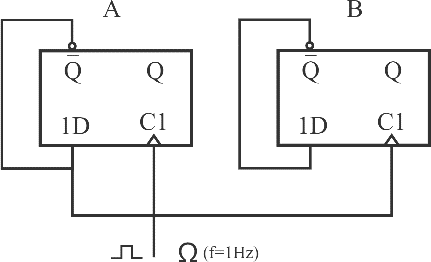 A B
Q̅ Q Q̅ Q
1D C1 1D C1
Ω (f=1Hz)